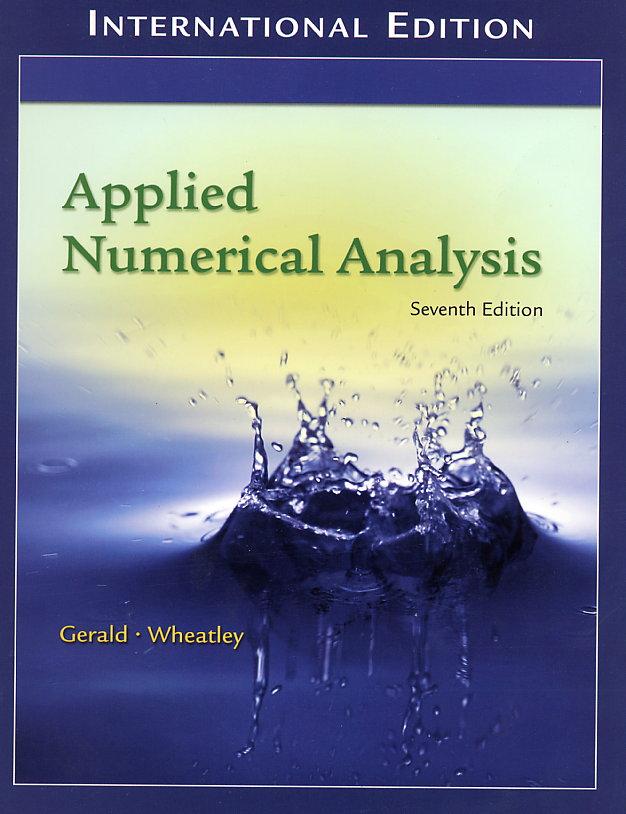 INTERNATIONAL EDITION
Applied
Numerical Analysis
Seventh Edition
Gerald · Wheatley